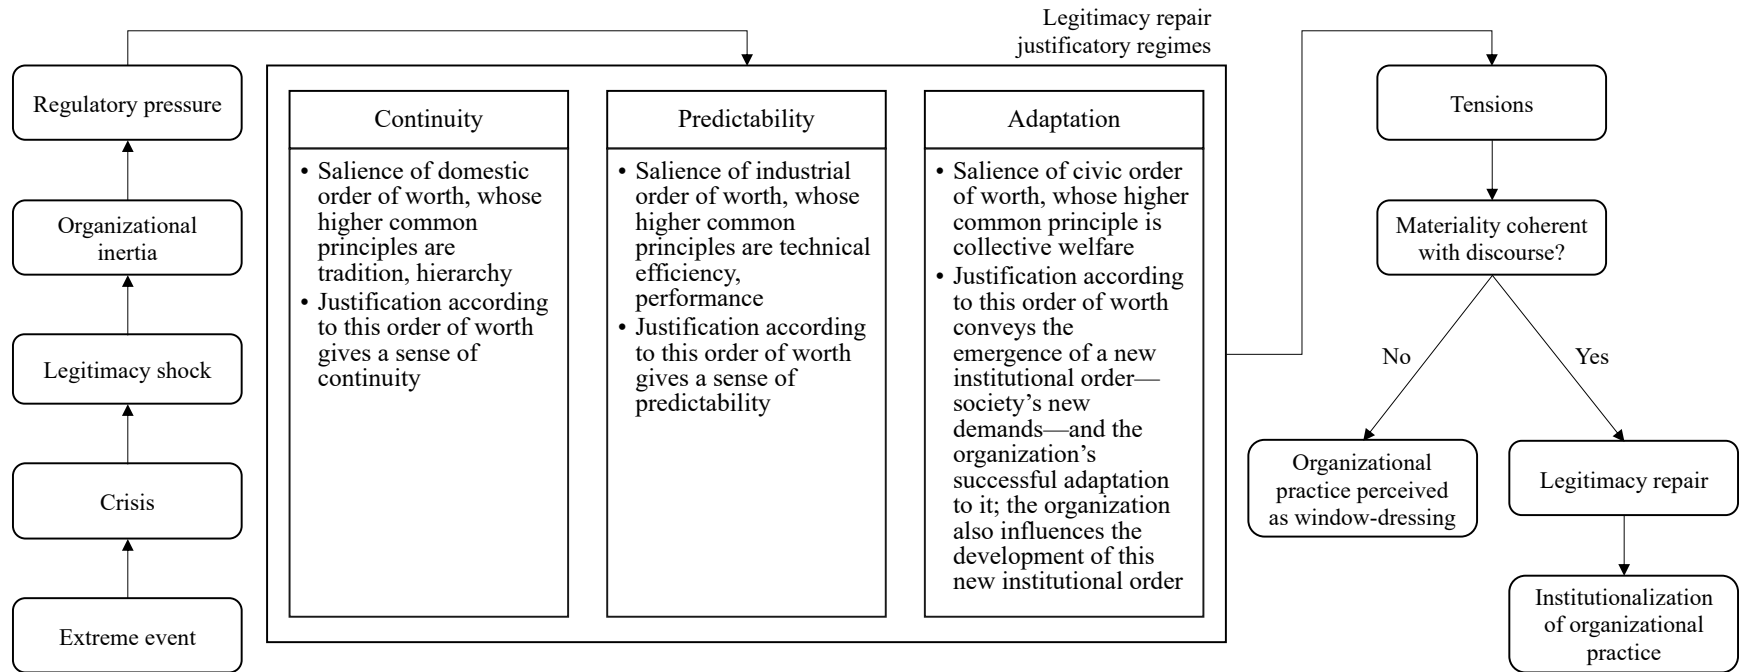 Legitimacy repair
justificatory regimes
Regulatory pressure
Organizational
inertia
Legitimacy shock
Crisis
Extreme event
Continuity
• Salience of domestic
order of worth, whose
higher common
principles are
tradition, hierarchy
• Justification according
to this order of worth
gives a sense of
continuity
Predictability
• Salience of industrial
order of worth, whose
higher common
principles are technical
efficiency,
performance
• Justification according
to this order of worth
gives a sense of
predictability
Adaptation
• Salience of civic order
of worth, whose higher
common principle is
collective welfare
• Justification according
to this order of worth
conveys the
emergence of a new
institutional order—
society’s new
demands—and the
organization’s
successful adaptation
to it; the organization
also influences the
development of this
new institutional order
Tensions
Materiality coherent
with discourse?
No
Yes
Organizational
practice perceived
as window-dressing
Legitimacy repair
Institutionalization
of organizational
practice